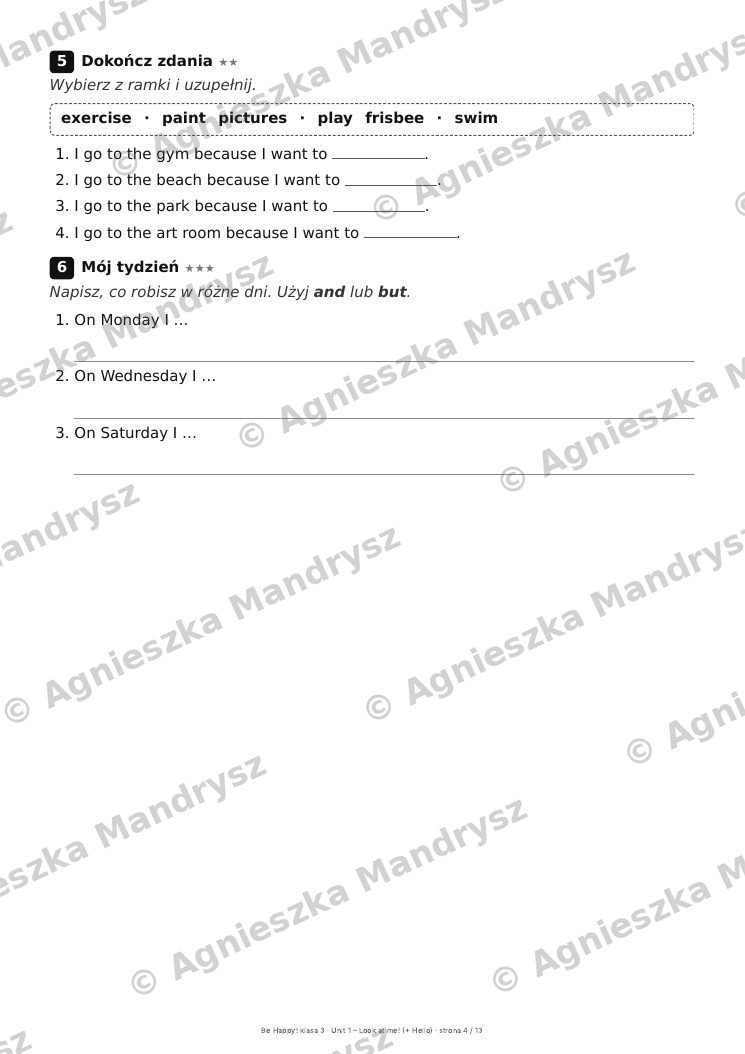 5 Dokończ zdania ★★
Wybierz z ramki i uzupełnij.
exercise · paint pictures · play frisbee · swim
1. I go to the gym because I want to ____________.
2. I go to the beach because I want to ____________.
3. I go to the park because I want to ____________.
4. I go to the art room because I want to ____________.
6 Mój tydzień ★★★
Napisz, co robisz w różne dni. Użyj and lub but.
1. On Monday I …
2. On Wednesday I …
3. On Saturday I …
© Agnieszka Mandrysz
Be Happy! klasa 3 · Unit 1 – Look at me! (+ Hello) · strona 4 / 13